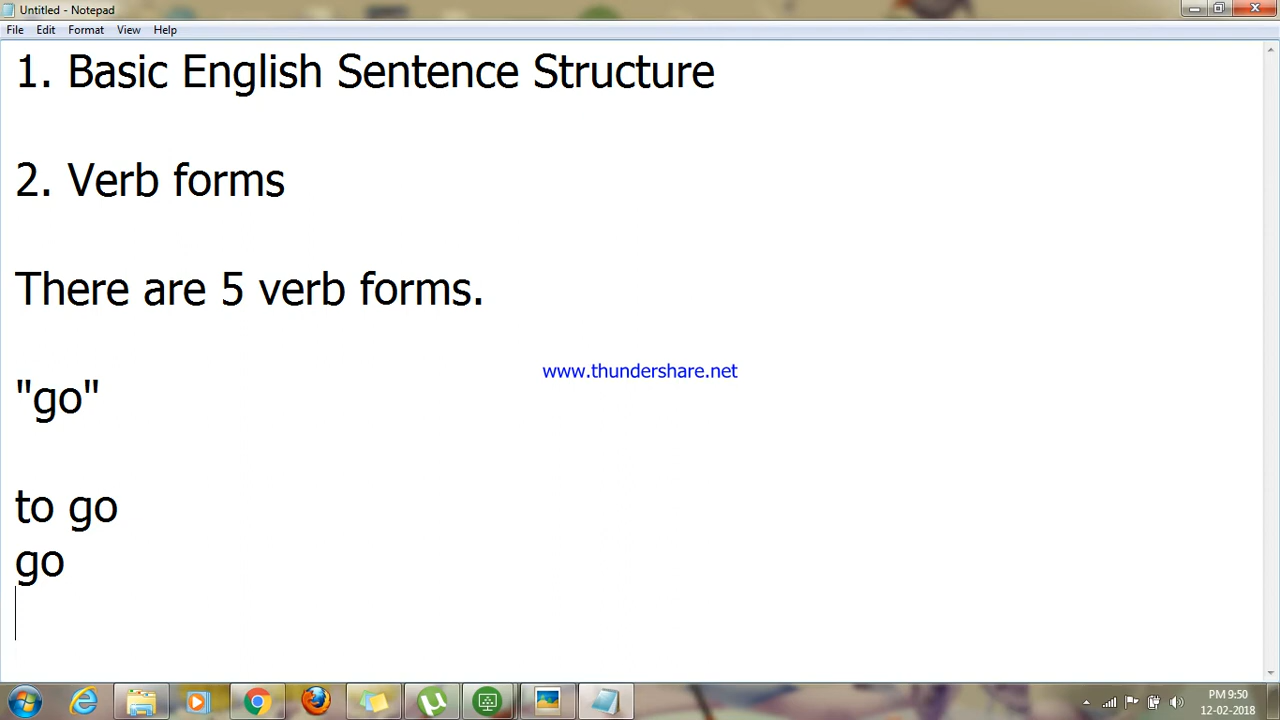 Untitled - Notepad
File Edit Format View Help
1. Basic English Sentence Structure
2. Verb forms
There are 5 verb forms.
www.thundershare.net
"go"
to go
go
PM 9:50
12-02-2018